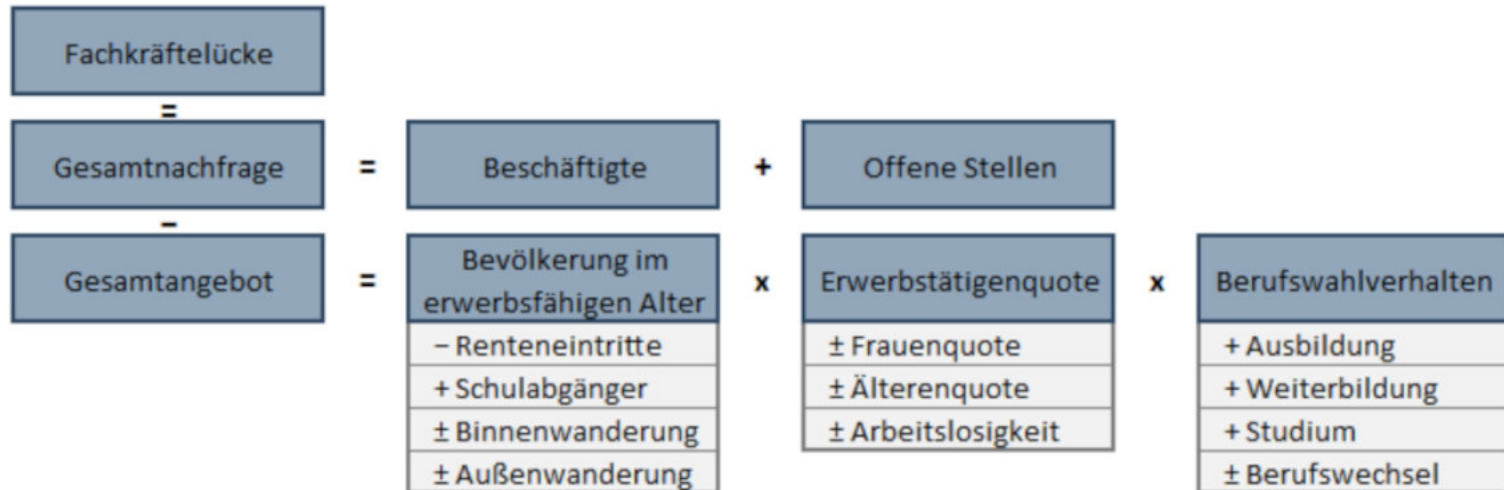 Fachkräftelücke
=
Gesamtnachfrage = Beschäftigte + Offene Stellen
–
Gesamtangebot = Bevölkerung im erwerbsfähigen Alter x Erwerbstätigenquote x Berufswahlverhalten
– Renteneintritte
+ Schulabgänger
± Binnenwanderung
± Außenwanderung
± Frauenquote
± Älterenquote
± Arbeitslosigkeit
+ Ausbildung
+ Weiterbildung
+ Studium
± Berufswechsel